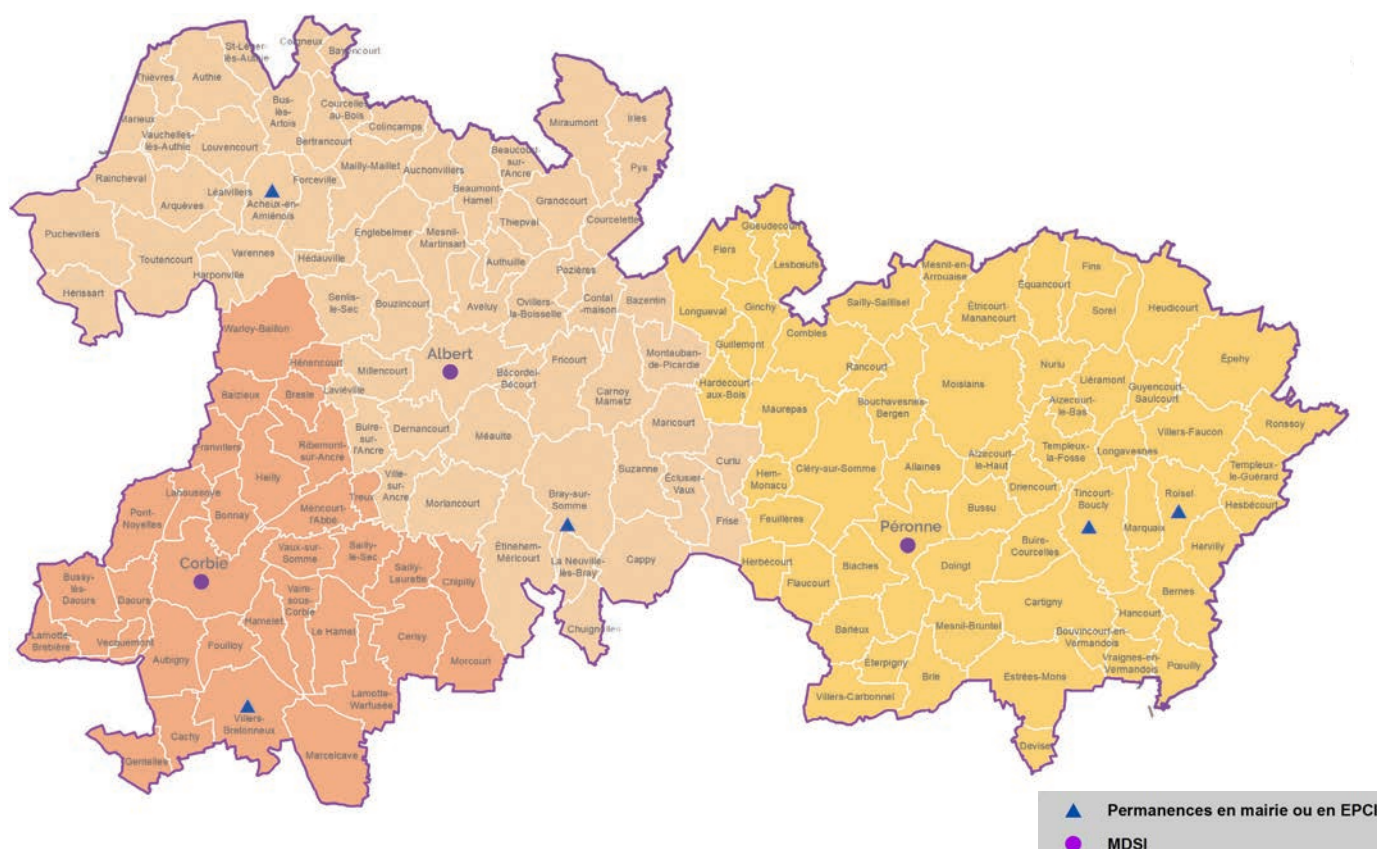 St-Léger-
lès-Authie
Coigneux
Bayencourt
Thièvres
Authie
Bus-
lès-
Artois
Courcelles-
au-Bois
Colincamps
Miraumont
Irles
Marieux
Vauchelles-
lès-Authie
Louvencourt
Bertrancourt
Mailly-Maillet
Auchonvillers
Beaucourt-
sur-
l'Ancre
Pys
Raincheval
Arquèves
Léalvillers
Acheux-en-
Amiénois
Forceville
Beaumont-
Hamel
Grandcourt
Thiepval
Courcelette
Puchevillers
Toutencourt
Varennes
Harponville
Hédauville
Englebelmer
Mesnil-
Martinsart
Authuille
Pozières
Hérissart
Senlis-
le-Sec
Bouzincourt
Aveluy
Ovillers-
la-Boisselle
Contal
maison
Bazentin
Warloy-Baillon
Hénencourt
Millencourt
Albert
Bécordel-
Bécourt
Fricourt
Montauban-
de-Picardie
Carnoy
Mametz
Baizieux
Bresle
Laviéville
Buire-
sur-
l'Ancre
Dernancourt
Méaulte
Maricourt
Franvillers
Ribemont-
sur-Ancre
Heilly
Ville-
sur-
Ancre
Morlancourt
Bray-sur-
Somme
Suzanne
Éclusier-
Vaux
Curlu
Frise
Lahoussoye
Bonnay
Méricourt-
l'Abbé
Treux
Pont-
Noyelles
Corbie
Vaux-sur-
Somme
Sailly-
le-Sec
Sailly-
Laurette
Chipilly
Étinehem-
Méricourt
La Neuville-
lès-Bray
Cappy
Chuignolles
Bussy-
lès-
Daours
Daours
Lamotte-
Brebière
Vecquemont
Aubigny
Fouilloy
Hamelet
Vaire-
sous-
Corbie
Le Hamel
Cerisy
Morcourt
Lamotte-
Warfusée
Villers-
Bretonneux
Cachy
Gentelles
Marcelcave
Gueudecourt
Flers
Lesbœufs
Longueval
Ginchy
Guillemont
Combles
Hardecourt-
aux-Bois
Maurepas
Sailly-Saillisel
Mesnil-en-
Arrouaise
Étricourt-
Manancourt
Équancourt
Fins
Sorel
Heudicourt
Épehy
Rancourt
Bouchavesnes-
Bergen
Moislains
Nurlu
Liéramont
Aizecourt-
le-Bas
Guyencourt-
Saulcourt
Villers-Faucon
Ronssoy
Hem-
Monacu
Cléry-sur-Somme
Allaines
Aizecourt-
le-Haut
Templeux-
la-Fosse
Longavesnes
Templeux-
le-Guérard
Driencourt
Tincourt-
Boucly
Roisel
Hesbécourt
Feuillères
Péronne
Bussu
Buire-
Courcelles
Marquaix
Hervilly
Herbécourt
Flaucourt
Biaches
Doingt
Cartigny
Hancourt
Bernes
Barleux
Mesnil-Bruntel
Bouvincourt-en-
Vermandois
Vraignes-en-
Vermandois
Pœuilly
Éterpigny
Villers-Carbonnel
Brie
Estrées-Mons
Devise
Permanences en mairie ou en EPCI
MDSI